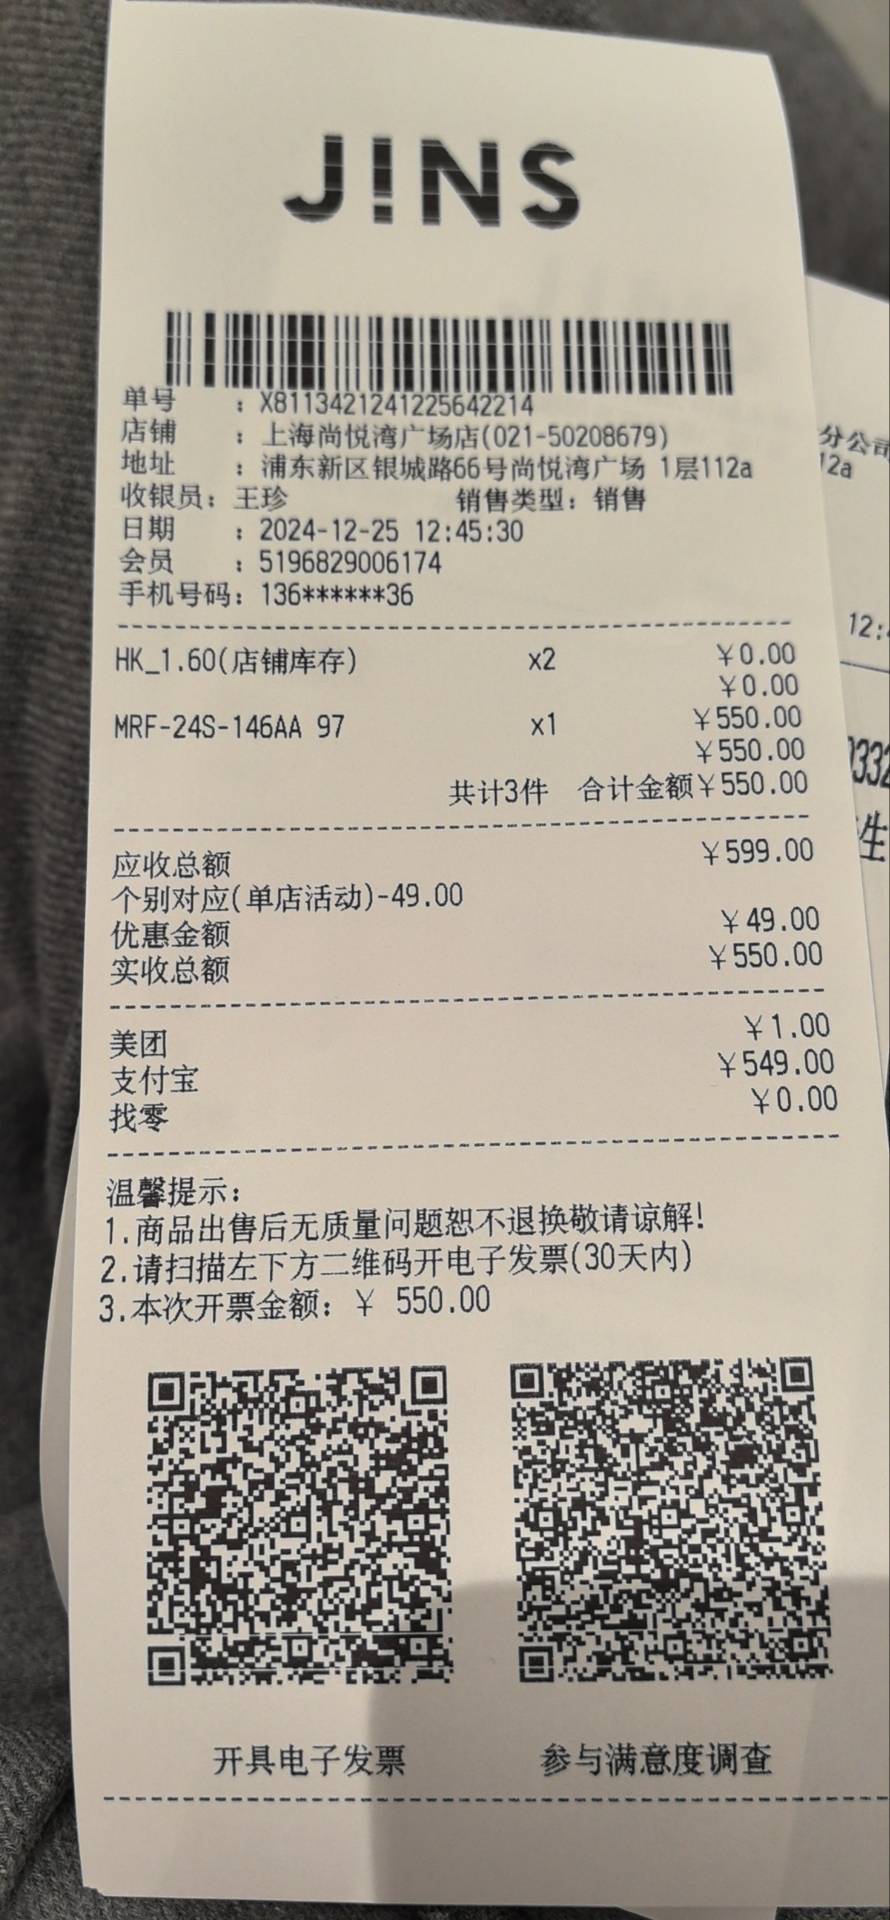 J!NS
单号 : X8113421241225642214
店铺 : 上海尚悦湾广场店(021-50208679)
地址 : 浦东新区银城路66号尚悦湾广场 1层112a
收银员: 王珍 销售类型: 销售
日期 : 2024-12-25 12:45:30
会员 : 5196829006174
手机号码: 136******36
HK_1.60(店铺库存) x2 ¥0.00
¥0.00
MRF-24S-146AA 97 x1 ¥550.00
¥550.00
共计3件 合计金额¥550.00
应收总额 ¥599.00
个别对应(单店活动)-49.00
优惠金额 ¥49.00
实收总额 ¥550.00
美团 ¥1.00
支付宝 ¥549.00
找零 ¥0.00
温馨提示:
1.商品出售后无质量问题恕不退换敬请谅解!
2.请扫描左下方二维码开电子发票(30天内)
3.本次开票金额: ¥ 550.00
开具电子发票 参与满意度调查
分公司
12a
12:4
0332
生